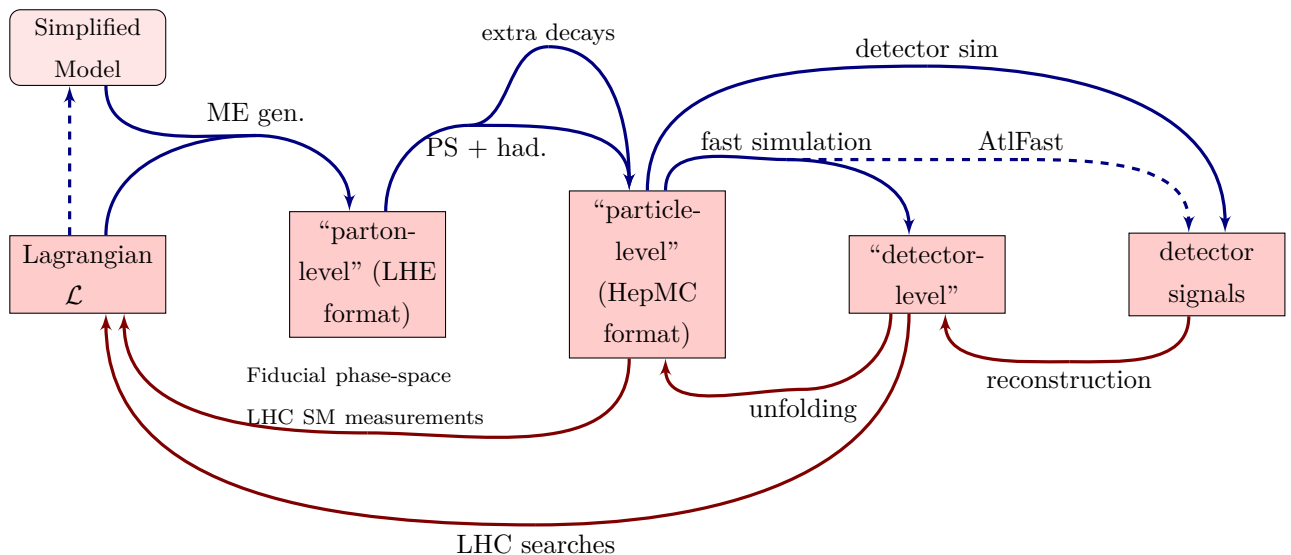 Simplified
Model
extra decays
detector sim
ME gen.
PS + had.
fast simulation
AtlFast
Lagrangian
ℒ
“parton-
level” (LHE
format)
“particle-
level”
(HepMC
format)
“detector-
level”
detector
signals
Fiducial phase-space
LHC SM measurements
unfolding
reconstruction
LHC searches